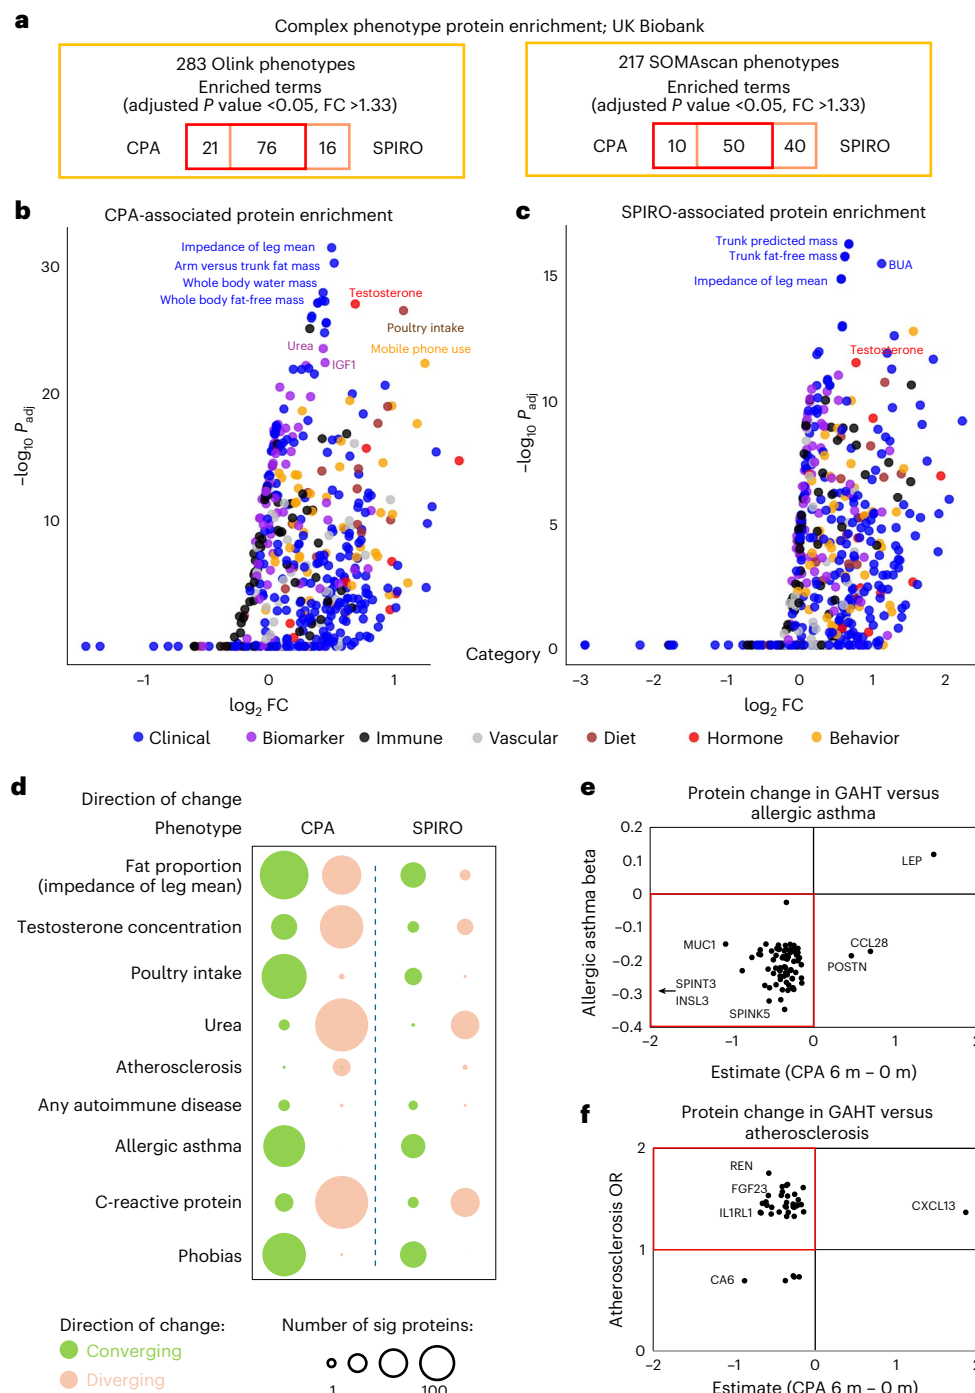 a
Complex phenotype protein enrichment; UK Biobank
283 Olink phenotypes
Enriched terms
(adjusted P value <0.05, FC >1.33)
CPA 21 76 16 SPIRO
217 SOMAscan phenotypes
Enriched terms
(adjusted P value <0.05, FC >1.33)
CPA 10 50 40 SPIRO
b
CPA-associated protein enrichment
Impedance of leg mean
Arm versus trunk fat mass
Whole body water mass
Whole body fat-free mass
Testosterone
Poultry intake
Urea
Mobile phone use
IGF1
30
20
10
–log10 Padj
–1 0 1
log2 FC
c
SPIRO-associated protein enrichment
Trunk predicted mass
Trunk fat-free mass
BUA
Impedance of leg mean
Testosterone
15
10
5
0
–log10 Padj
–3 –2 –1 0 1 2
log2 FC
Category
Clinical Biomarker Immune Vascular Diet Hormone Behavior
d
Direction of change
Phenotype CPA SPIRO
Fat proportion
(impedance of leg mean)
Testosterone concentration
Poultry intake
Urea
Atherosclerosis
Any autoimmune disease
Allergic asthma
C-reactive protein
Phobias
Direction of change:
Converging
Diverging
Number of sig proteins:
1 100
e
Protein change in GAHT versus
allergic asthma
0.2
0.1
0
–0.1
–0.2
–0.3
–0.4
Allergic asthma beta
LEP
MUC1
CCL28
POSTN
SPINT3
INSL3
SPINK5
–2 –1 0 1 2
Estimate (CPA 6 m – 0 m)
f
Protein change in GAHT versus
atherosclerosis
2
1
0
Atherosclerosis OR
REN
FGF23
IL1RL1
CXCL13
CA6
–2 –1 0 1 2
Estimate (CPA 6 m – 0 m)